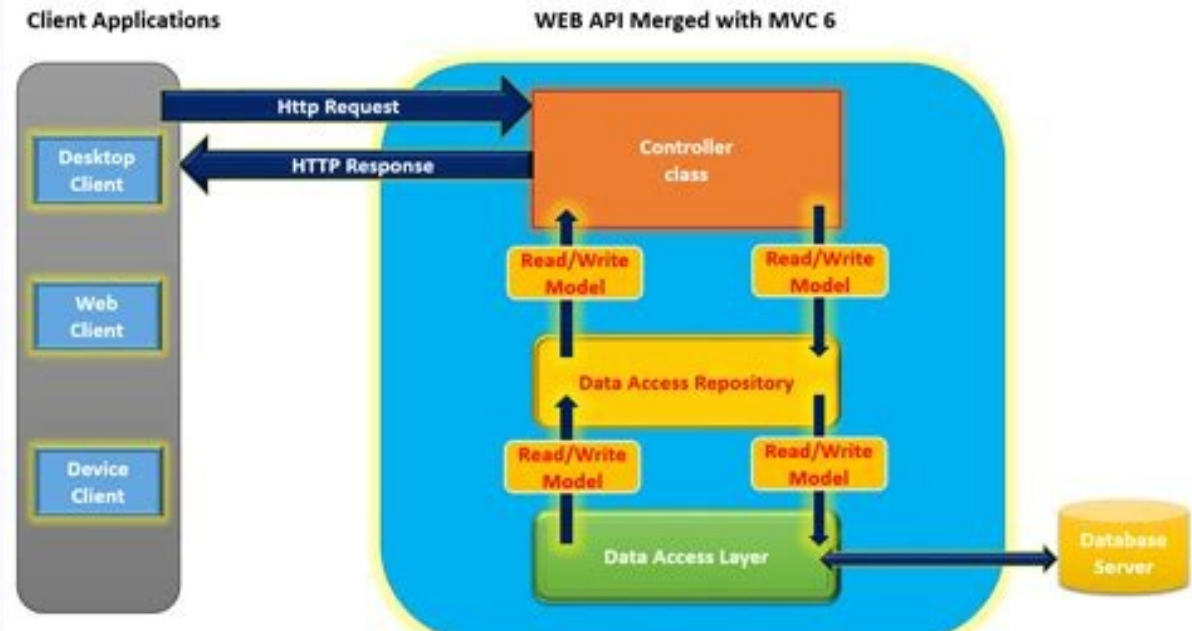 Client Applications
WEB API Merged with MVC 6
Http Request
HTTP Response
Desktop
Client
Web
Client
Device
Client
Controller
class
Read/Write
Model
Read/Write
Model
Data Access Repository
Read/Write
Model
Read/Write
Model
Data Access Layer
Database
Server